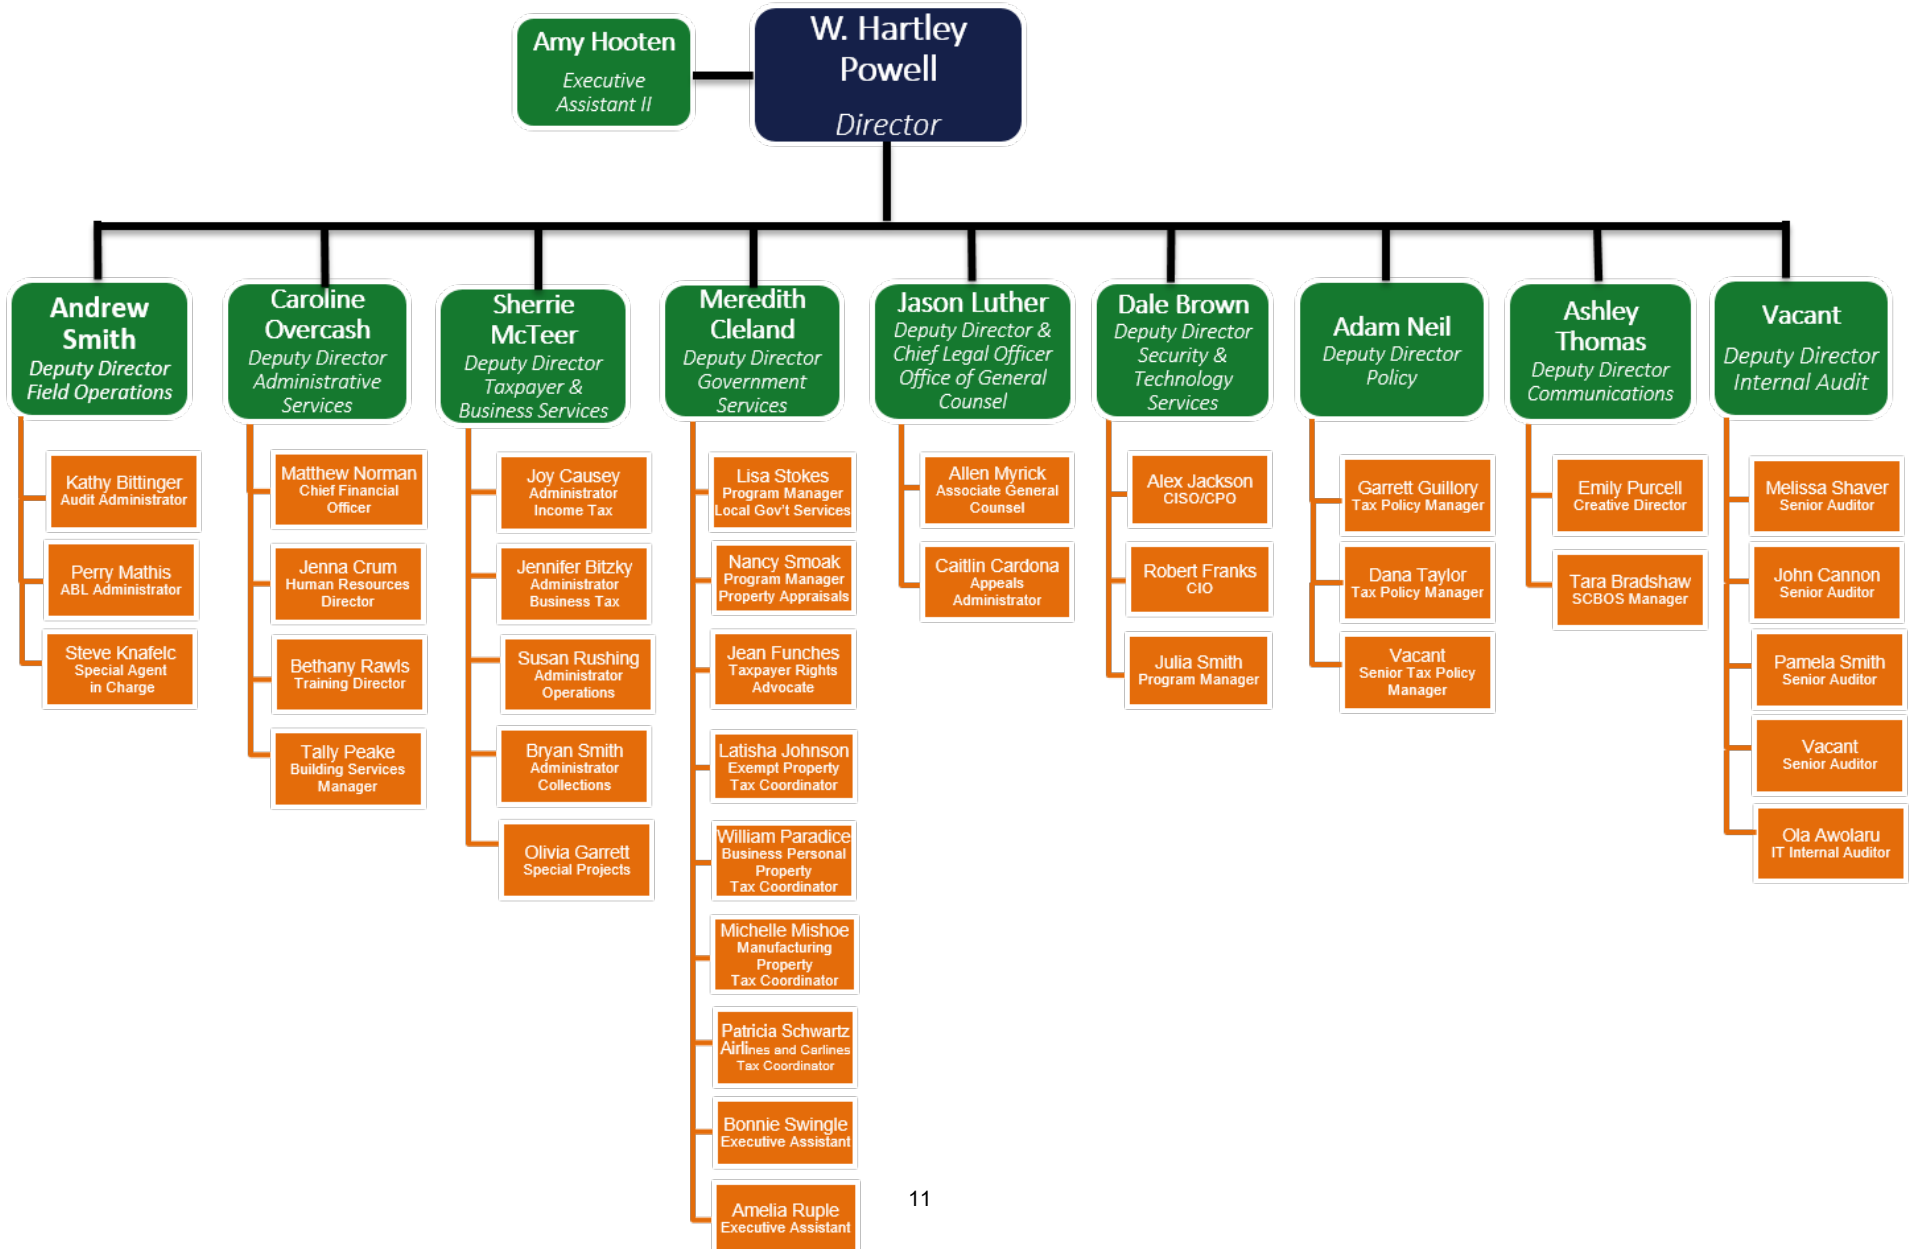 Amy Hooten
Executive
Assistant II
W. Hartley
Powell
Director
Andrew
Smith
Deputy Director
Field Operations
Kathy Bittinger
Audit Administrator
Perry Mathis
ABL Administrator
Steve Knafelc
Special Agent
in Charge
Caroline
Overcash
Deputy Director
Administrative
Services
Matthew Norman
Chief Financial
Officer
Jenna Crum
Human Resources
Director
Bethany Rawls
Training Director
Tally Peake
Building Services
Manager
Sherrie
McTeer
Deputy Director
Taxpayer &
Business Services
Joy Causey
Administrator
Income Tax
Jennifer Bitzky
Administrator
Business Tax
Susan Rushing
Administrator
Operations
Bryan Smith
Administrator
Collections
Olivia Garrett
Special Projects
Meredith
Cleland
Deputy Director
Government
Services
Lisa Stokes
Program Manager
Local Gov't Services
Nancy Smoak
Program Manager
Property Appraisals
Jean Funches
Taxpayer Rights
Advocate
Latisha Johnson
Exempt Property
Tax Coordinator
William Paradice
Business Personal
Property
Tax Coordinator
Michelle Mishoe
Manufacturing
Property
Tax Coordinator
Patricia Schwartz
Airlines and Carlines
Tax Coordinator
Bonnie Swingle
Executive Assistant
Amelia Ruple
Executive Assistant
Jason Luther
Deputy Director &
Chief Legal Officer
Office of General
Counsel
Allen Myrick
Associate General
Counsel
Caitlin Cardona
Appeals
Administrator
Dale Brown
Deputy Director
Security &
Technology
Services
Alex Jackson
CISO/CPO
Robert Franks
CIO
Julia Smith
Program Manager
Adam Neil
Deputy Director
Policy
Garrett Guillory
Tax Policy Manager
Dana Taylor
Tax Policy Manager
Vacant
Senior Tax Policy
Manager
Ashley
Thomas
Deputy Director
Communications
Emily Purcell
Creative Director
Tara Bradshaw
SCBOS Manager
Vacant
Deputy Director
Internal Audit
Melissa Shaver
Senior Auditor
John Cannon
Senior Auditor
Pamela Smith
Senior Auditor
Vacant
Senior Auditor
Ola Awolaru
IT Internal Auditor
11